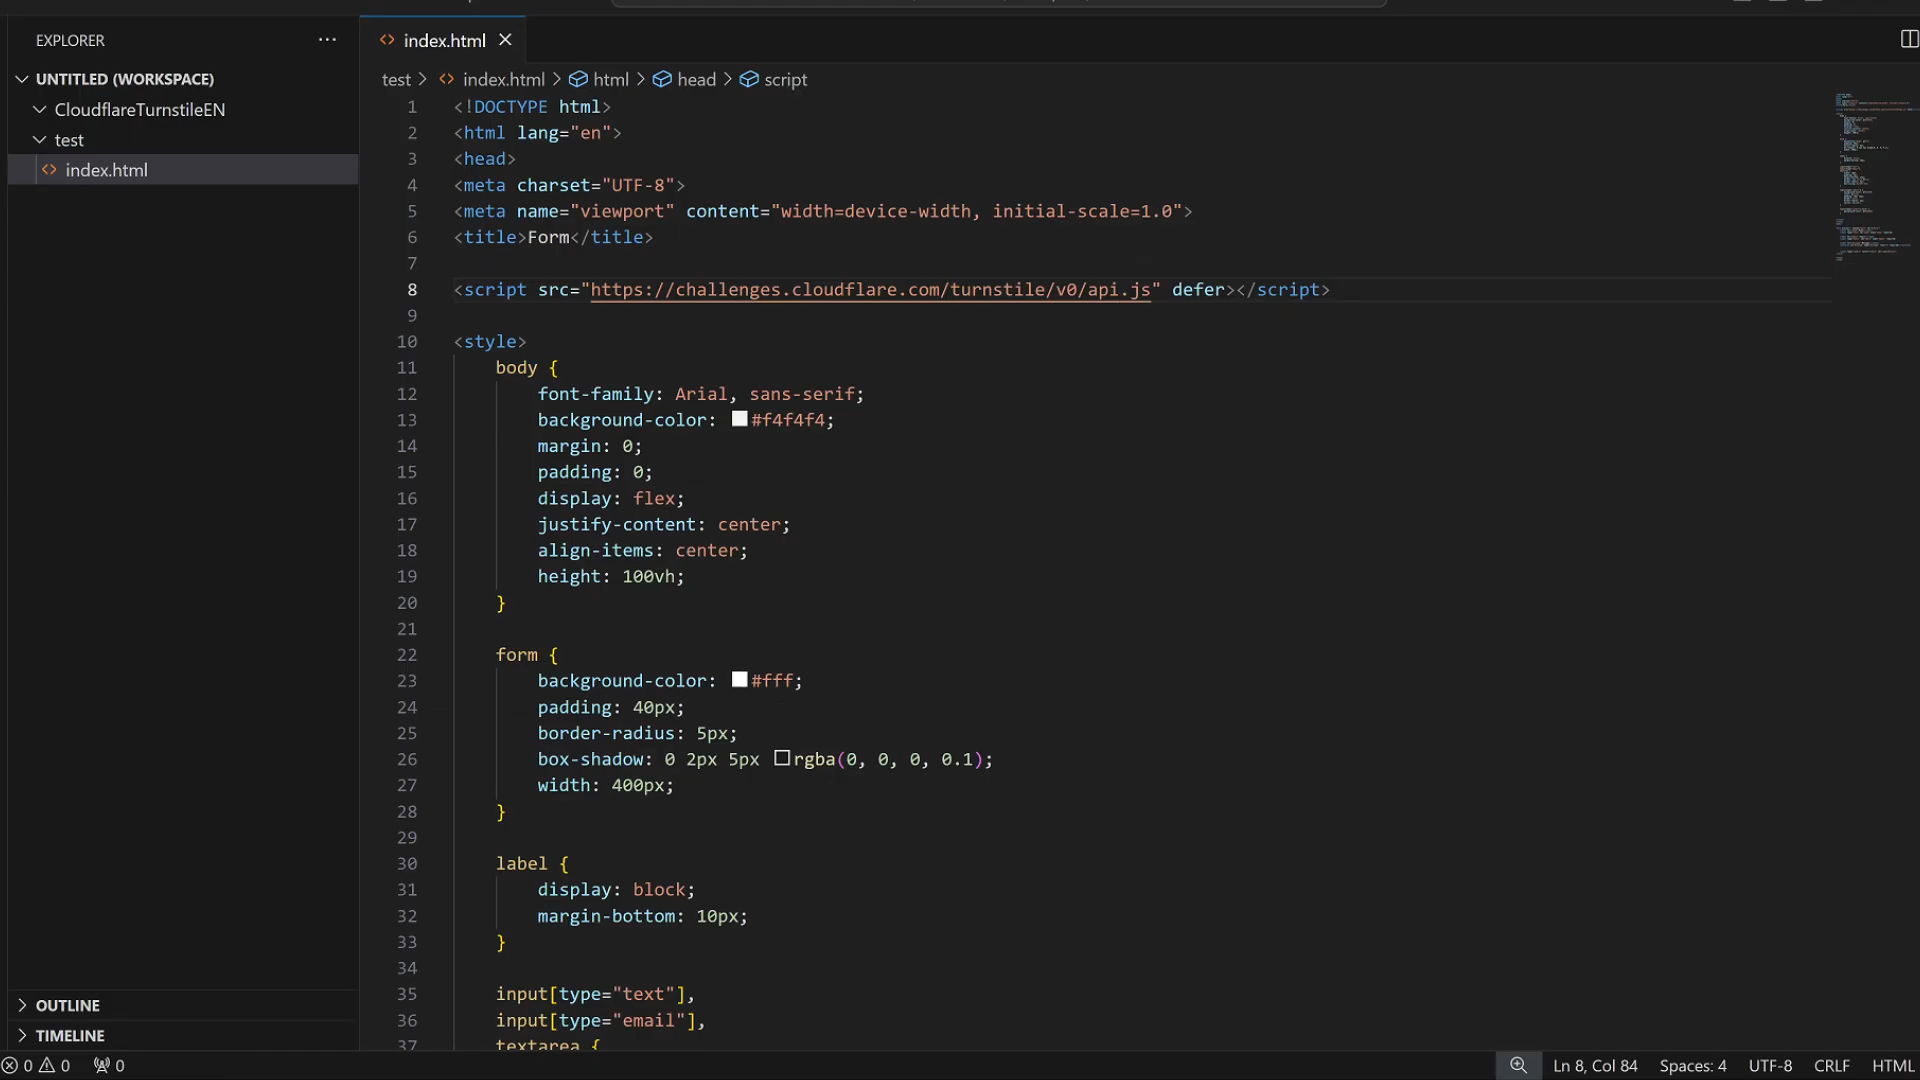 EXPLORER
UNTITLED (WORKSPACE)
CloudflareTurnstileEN
test
index.html
OUTLINE
TIMELINE
index.html
test > index.html > html > head > script
1 <!DOCTYPE html>
2 <html lang="en">
3 <head>
4 <meta charset="UTF-8">
5 <meta name="viewport" content="width=device-width, initial-scale=1.0">
6 <title>Form</title>
7
8 <script src="https://challenges.cloudflare.com/turnstile/v0/api.js" defer></script>
9
10 <style>
11 body {
12 font-family: Arial, sans-serif;
13 background-color: #f4f4f4;
14 margin: 0;
15 padding: 0;
16 display: flex;
17 justify-content: center;
18 align-items: center;
19 height: 100vh;
20 }
21
22 form {
23 background-color: #fff;
24 padding: 40px;
25 border-radius: 5px;
26 box-shadow: 0 2px 5px rgba(0, 0, 0, 0.1);
27 width: 400px;
28 }
29
30 label {
31 display: block;
32 margin-bottom: 10px;
33 }
34
35 input[type="text"],
36 input[type="email"],
37 textarea {
0 0 0 Ln 8, Col 84 Spaces: 4 UTF-8 CRLF HTML